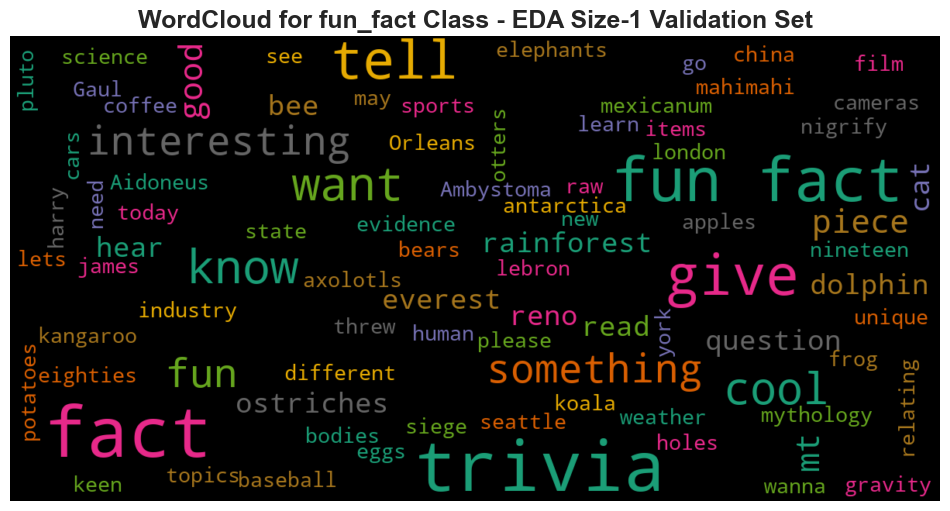 WordCloud for fun_fact Class - EDA Size-1 Validation Set
pluto
science
good
see
tell
elephants
go
china
film
Gaul
coffee
bee
may
sports
mexicanum
mahimahi
cameras
cars
interesting
Orleans
otters
learn
items
nigrify
london
harry
need
Aidoneus
want
Ambystoma
raw
fun fact
cat
today
antarctica
new
state
evidence
apples
piece
lets
james
hear
know
bears
rainforest
nineteen
axolotls
lebron
give
dolphin
industry
everest
reno
read
york
unique
kangaroo
threw
human
please
question
frog
potatoes
eighties
fun
different
something
cool
relating
ostriches
koala
weather
mythology
fact
bodies
siege
seattle
holes
mt
eggs
trivia
keen
topics
baseball
wanna
gravity